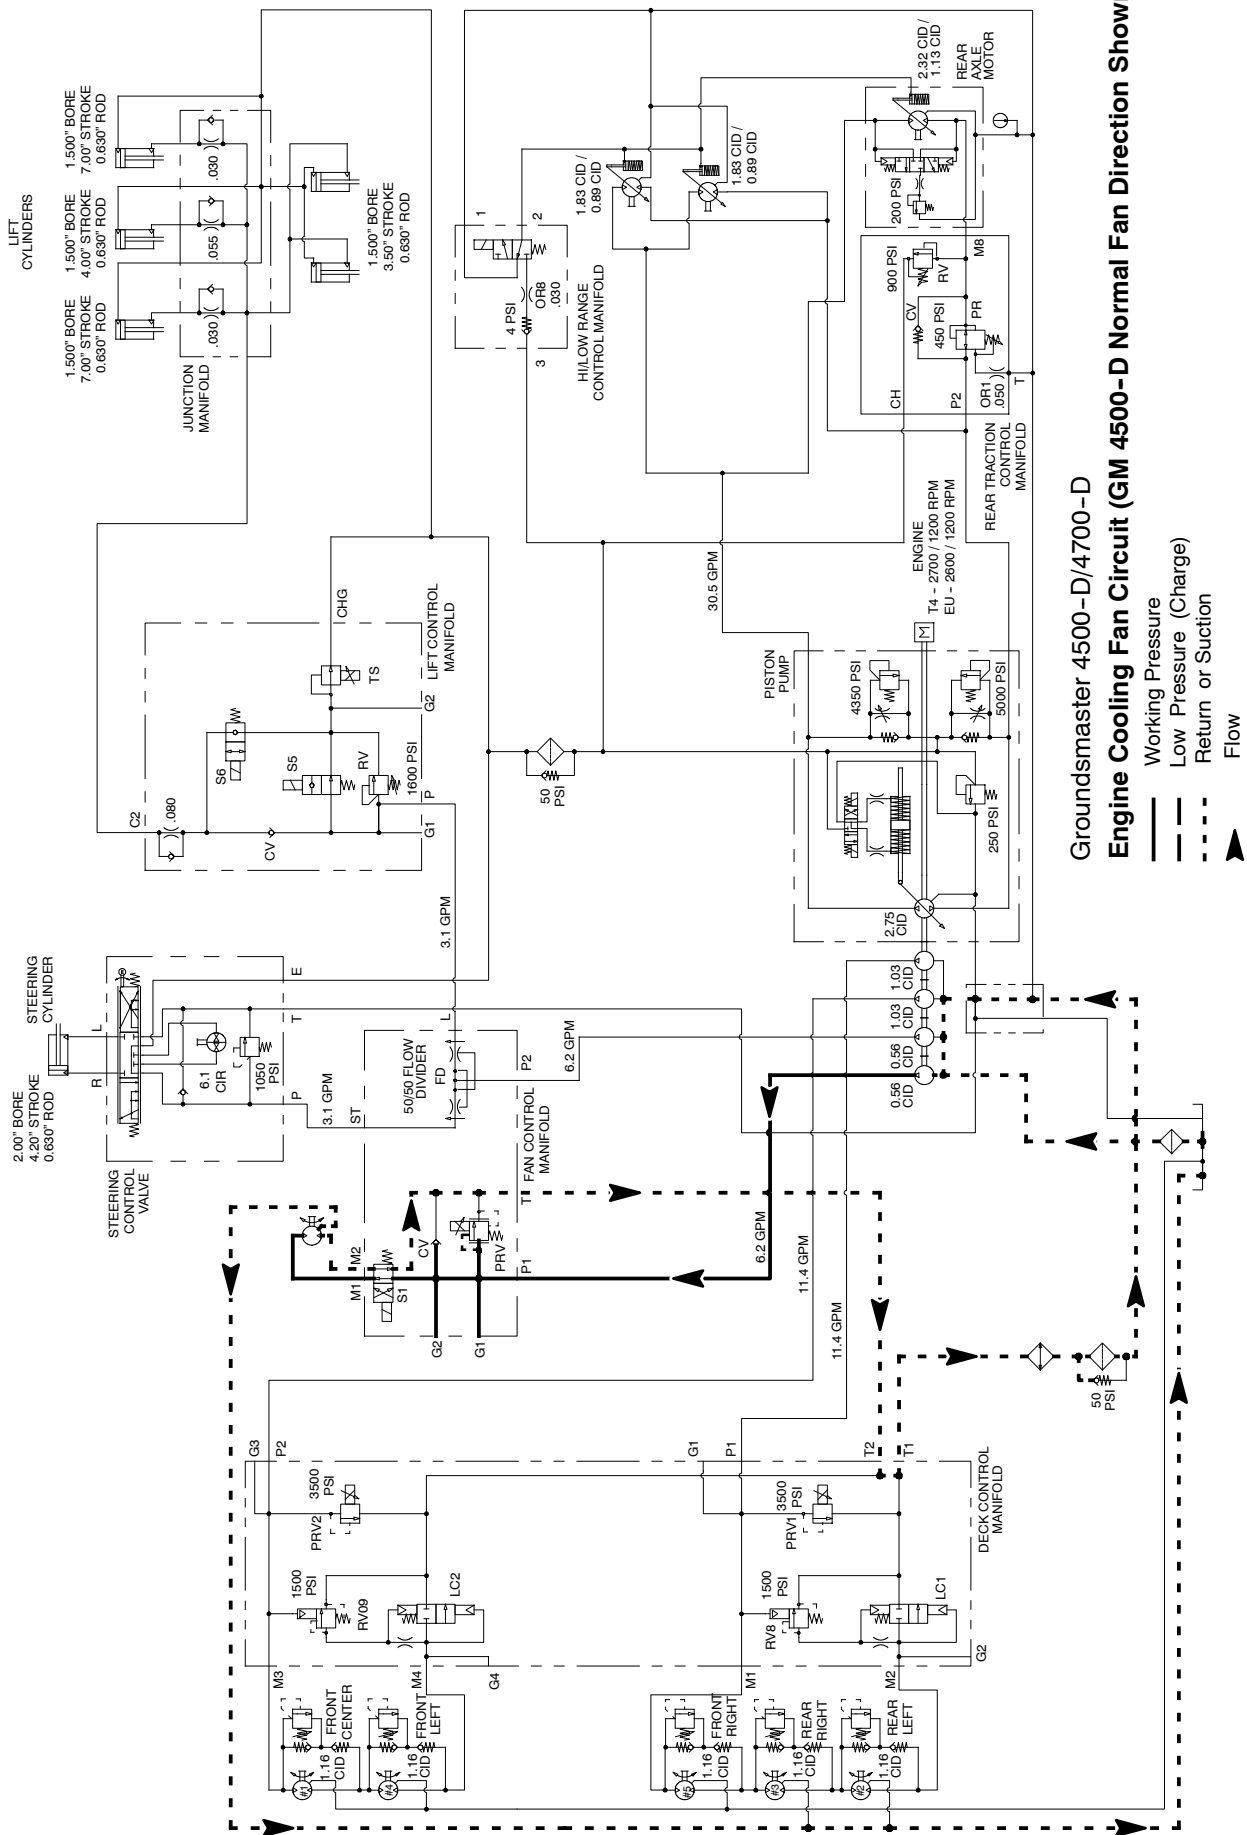 Groundsmaster 4500-D/4700-D
Engine Cooling Fan Circuit (GM 4500-D Normal Fan Direction Show
Working Pressure
Low Pressure (Charge)
Return or Suction
Flow
2.00" BORE
4.20" STROKE
0.630" ROD
STEERING
CYLINDER
R
L
STEERING
CONTROL
VALVE
6.1
CIR
1050
PSI
P
T
E
3.1 GPM
3.1 GPM
ST
L
50/50 FLOW
DIVIDER
FD
P2
FAN CONTROL
MANIFOLD
M1
M2
S1
CV
PRV
T
P1
G2
G1
6.2 GPM
6.2 GPM
11.4 GPM
11.4 GPM
LIFT
CYLINDERS
1.500" BORE
7.00" STROKE
0.630" ROD
1.500" BORE
4.00" STROKE
0.630" ROD
1.500" BORE
7.00" STROKE
0.630" ROD
JUNCTION
MANIFOLD
.030
.055
.030
1.500" BORE
3.50" STROKE
0.630" ROD
C2
.080
S6
S5
CV
RV
1600 PSI
TS
CHG
G1
P
G2
LIFT CONTROL
MANIFOLD
50
PSI
1
2
3
4 PSI
OR8
.030
HI/LOW RANGE
CONTROL MANIFOLD
1.83 CID /
0.89 CID
1.83 CID /
0.89 CID
2.32 CID /
1.13 CID
REAR
AXLE
MOTOR
200 PSI
900 PSI
RV
M8
CV
450 PSI
PR
CH
P2
OR1
.050
T
REAR TRACTION
CONTROL
MANIFOLD
30.5 GPM
ENGINE
T4 - 2700 / 1200 RPM
EU - 2600 / 1200 RPM
M
PISTON
PUMP
4350 PSI
5000 PSI
250 PSI
2.75
CID
1.03
CID
1.03
CID
0.56
CID
0.56
CID
50
PSI
G3
P2
3500
PSI
PRV2
1500
PSI
RV09
LC2
M3
M4
G4
G1
P1
3500
PSI
PRV1
1500
PSI
RV8
LC1
T2
T1
M1
M2
G2
DECK CONTROL
MANIFOLD
#1
1.16
CID
FRONT
CENTER
#4
1.16
CID
FRONT
LEFT
#5
1.16
CID
FRONT
RIGHT
#3
1.16
CID
REAR
RIGHT
#2
1.16
CID
REAR
LEFT